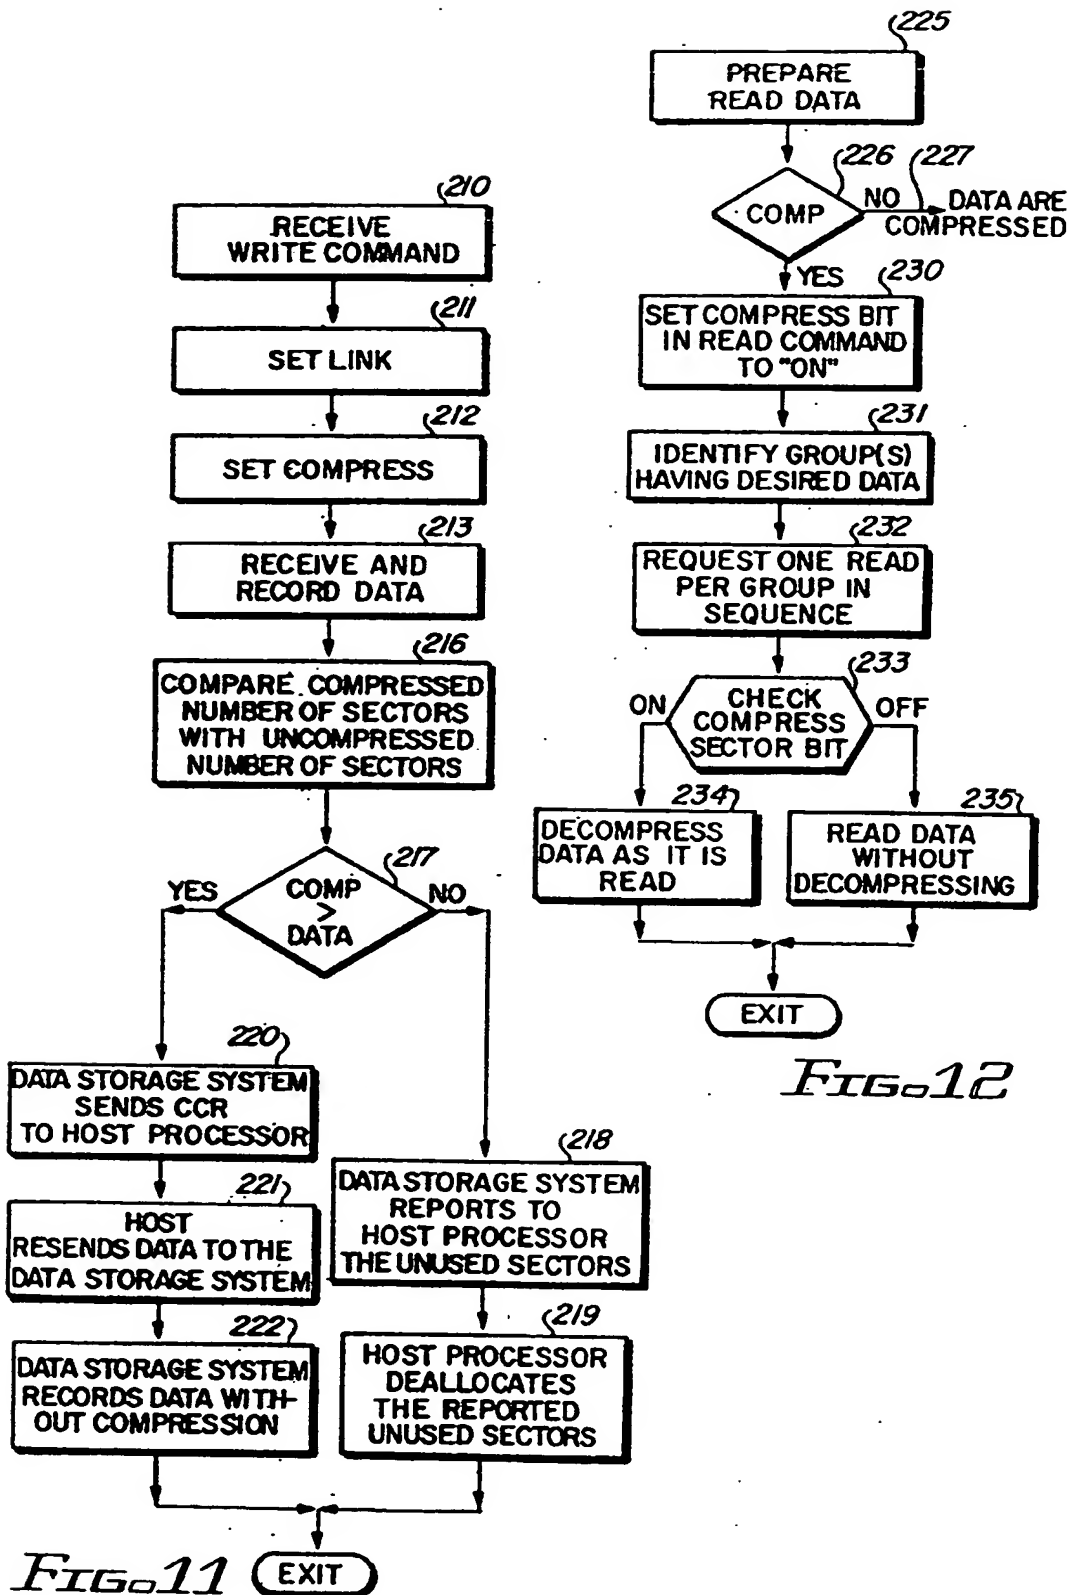 210
RECEIVE
WRITE COMMAND
211
SET LINK
212
SET COMPRESS
213
RECEIVE AND
RECORD DATA
216
COMPARE COMPRESSED
NUMBER OF SECTORS
WITH UNCOMPRESSED
NUMBER OF SECTORS
217
YES
COMP
>
DATA
NO
220
DATA STORAGE SYSTEM
SENDS CCR
TO HOST PROCESSOR
221
HOST
RESENDS DATA TO THE
DATA STORAGE SYSTEM
222
DATA STORAGE SYSTEM
RECORDS DATA WITH-
OUT COMPRESSION
218
DATA STORAGE SYSTEM
REPORTS TO
HOST PROCESSOR
THE UNUSED SECTORS
219
HOST PROCESSOR
DEALLOCATES
THE REPORTED
UNUSED SECTORS
EXIT
FIG. 11
225
PREPARE
READ DATA
226
COMP
NO
227
DATA ARE
COMPRESSED
YES
230
SET COMPRESS BIT
IN READ COMMAND
TO "ON"
231
IDENTIFY GROUP(S)
HAVING DESIRED DATA
232
REQUEST ONE READ
PER GROUP IN
SEQUENCE
233
ON
CHECK
COMPRESS
SECTOR BIT
OFF
234
DECOMPRESS
DATA AS IT IS
READ
235
READ DATA
WITHOUT
DECOMPRESSING
EXIT
FIG. 12